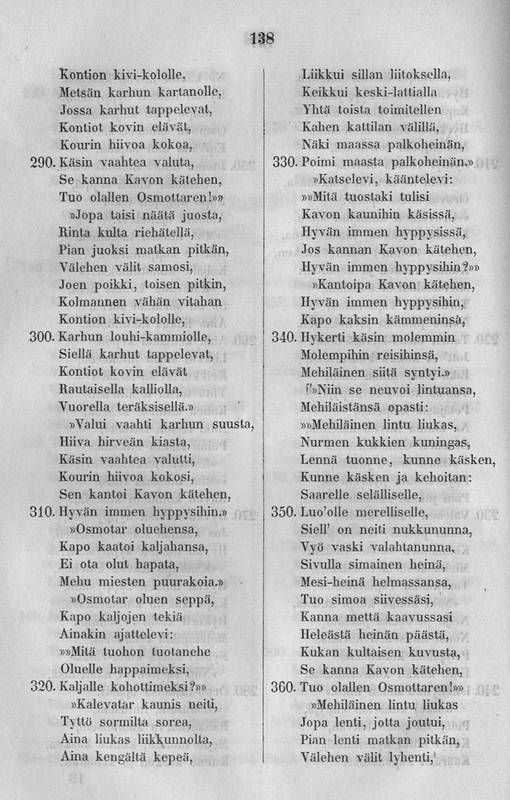 138
Kontion kivi-kololle,
Metsän karhun kartanolle,
Jossa karhut tappelevat,
Kontiot kovin elävät,
Kourin hiivoa kokoa,
290. Käsin vaahtea valuta,
Se kanna Kavon kätehen,
Tuo olallen Osmottaren!»»
»Jopa taisi näätä juosta,
Rinta kulta riehätellä,
Pian juoksi matkan pitkän,
Välehen välit samosi,
Joen poikki, toisen pitkin,
Kolmannen vähän vitahan
Kontion kivi-kololle,
300. Karhun louhi-kammiolle,
Siellä karhut tappelevat,
Kontiot kovin elävät
Rautaisella kalliolla,
Vuorella teräksisellä.»
»Valui vaahti karhun suusta,
Hiiva hirveän kiasta,
Käsin vaahtea valutti,
Kourin hiivoa kokosi,
Sen kantoi Kavon kätehen,
310. Hyvän immen hyppysihin.»
»Osmotar oluehensa,
Kapo kaatoi kaljahansa,
Ei ota olut hapata,
Mehu miesten puurakoia.»
»Osmotar oluen seppä,
Kapo kaljojen tekiä
Ainakin ajattelevi:
»»Mitä tuohon tuotanehe
Oluelle happaimeksi,
320. Kaljalle kohottimeksi?»»
»Kalevatar kaunis neiti,
Tyttö sormilta sorea,
Aina liukas liikkunnolta,
Aina kengältä kepeä,
Liikkui sillan liitoksella,
Keikkui keski-lattialla
Yhtä toista toimitellen
Kahen kattilan välillä,
Näki maassa palkoheinän,
330. Poimi maasta palkoheinän.»
»Katselevi, kääntelevi:
»»Mitä tuostaki tulisi
Kavon kaunihin käsissä,
Hyvän immen hyppysissä,
Jos kannan Kavon kätehen,
Hyvän immen hyppysihin?»»
»Kantoipa Kavon kätehen,
Hyvän immen hyppysihin,
Kapo kaksin kämmeninsä,
340. Hykerti käsin molemmin
Molempihin reisihinsä,
Mehiläinen siitä syntyi.»
»Niin se neuvoi lintuansa,
Mehiläistänsä opasti:
»»Mehiläinen lintu liukas,
Nurmen kukkien kuningas,
Lennä tuonne, kunne käsken,
Kunne käsken ja kehoitan:
Saarelle selälliselle,
350. Luo'olle merelliselle,
Siell' on neiti nukkununna,
Vyö vaski valahtanunna,
Sivulla simainen heinä,
Mesi-heinä helmassansa,
Tuo simoa siivessäsi,
Kanna mettä kaavussasi
Heleästä heinän päästä,
Kukan kultaisen kuvusta,
Se kanna Kavon kätehen,
360. Tuo olallen Osmottaren!»»
»Mehiläinen lintu liukas
Jopa lenti, jotta joutui,
Pian lenti matkan pitkän,
Välehen välit lyhenti,